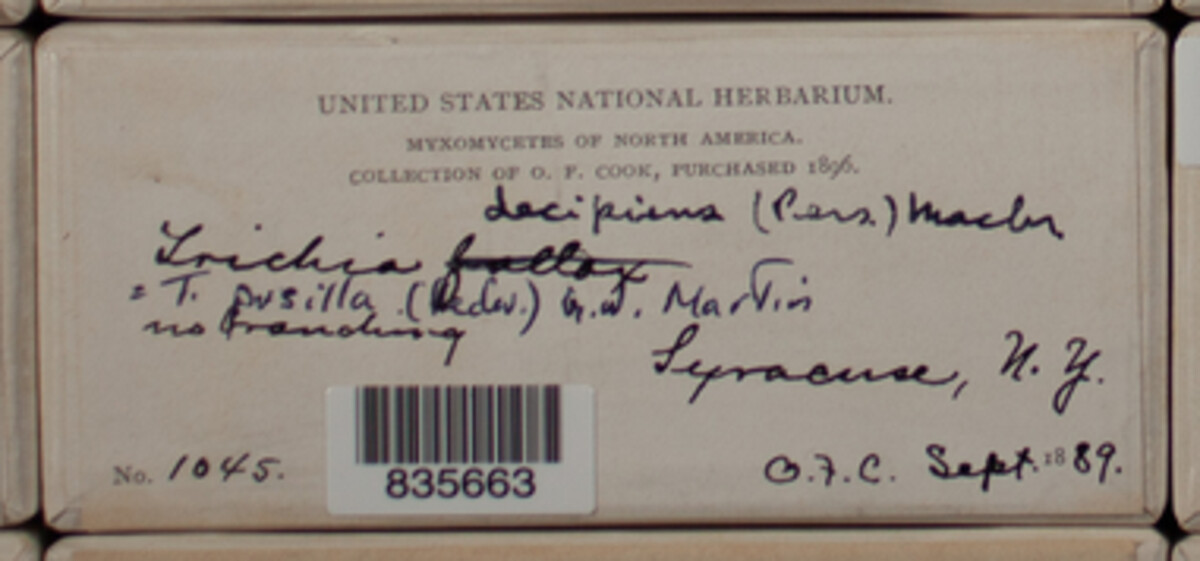 UNITED STATES NATIONAL HERBARIUM.
MYXOMYCETES OF NORTH AMERICA.
COLLECTION OF O. F. COOK, PURCHASED 1896.
decipiens (Pers.) Macbr.
Trichia fallax
= T. pusilla (Hedw.) G.W. Martin
no branching
Syracuse, N. Y.
No. 1045.
O.F.C. Sept. 1889.
835663